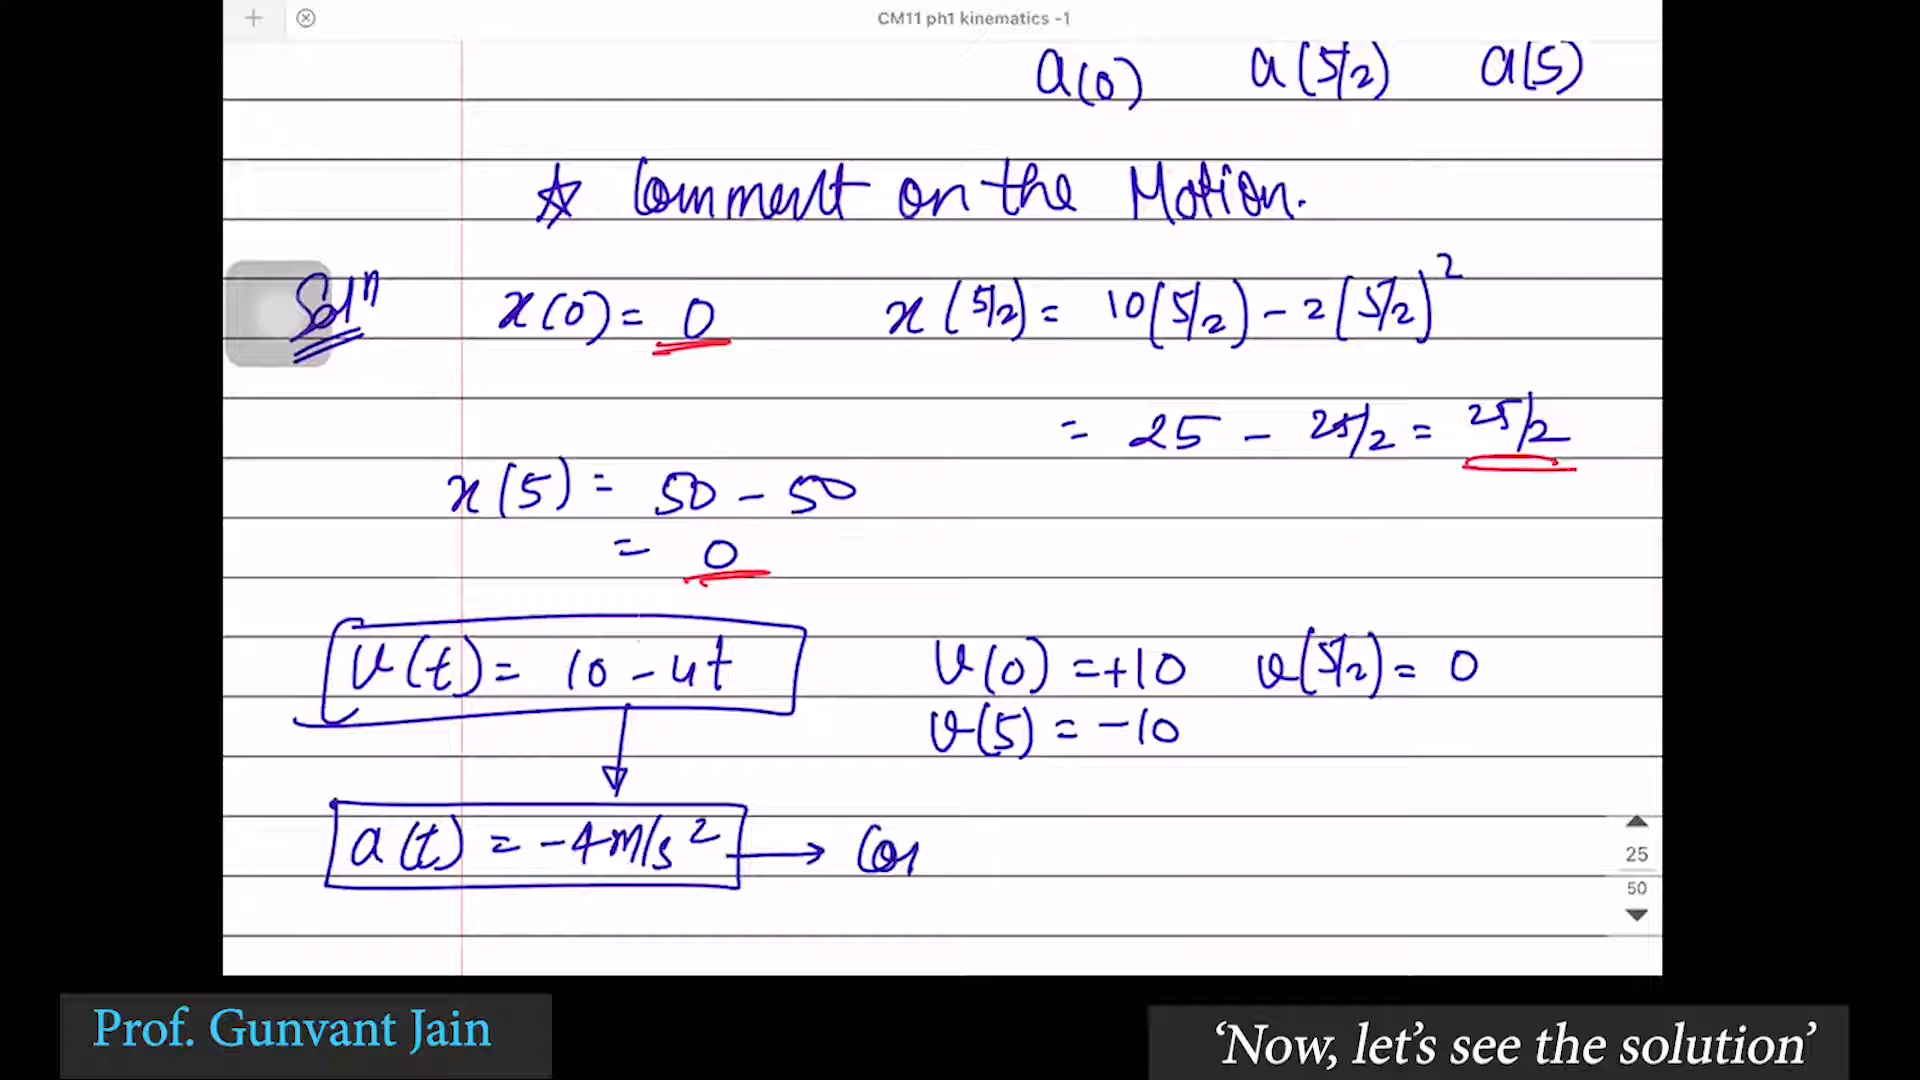 CM11 ph1 kinematics -1
a(0) a(5/2) a(5)
☆ Comment on the Motion.
Solⁿ x(0) = 0 x(5/2) = 10(5/2) - 2(5/2)²
= 25 - 25/2 = 25/2
x(5) = 50 - 50
= 0
v(t) = 10 - 4t v(0) = +10 v(5/2) = 0
v(5) = -10
a(t) = -4m/s² → Con
25
50
Prof. Gunvant Jain
‘Now, let’s see the solution’